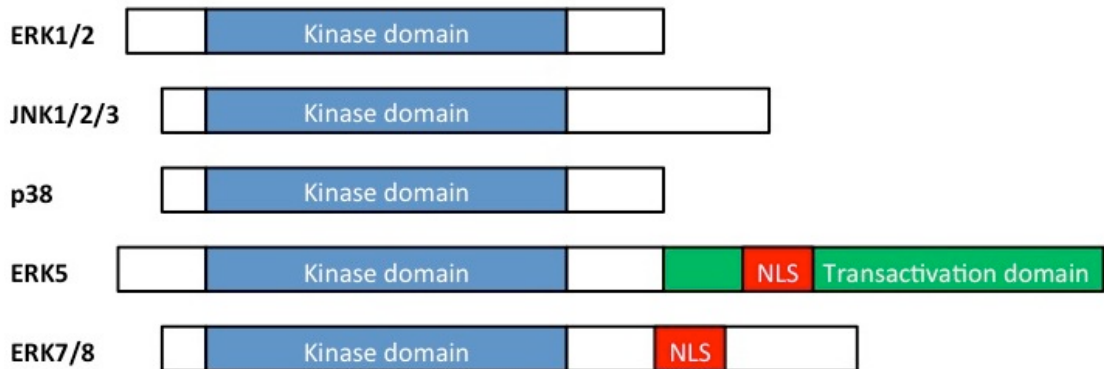 ERK1/2 Kinase domain
JNK1/2/3 Kinase domain
p38 Kinase domain
ERK5 Kinase domain NLS Transactivation domain
ERK7/8 Kinase domain NLS